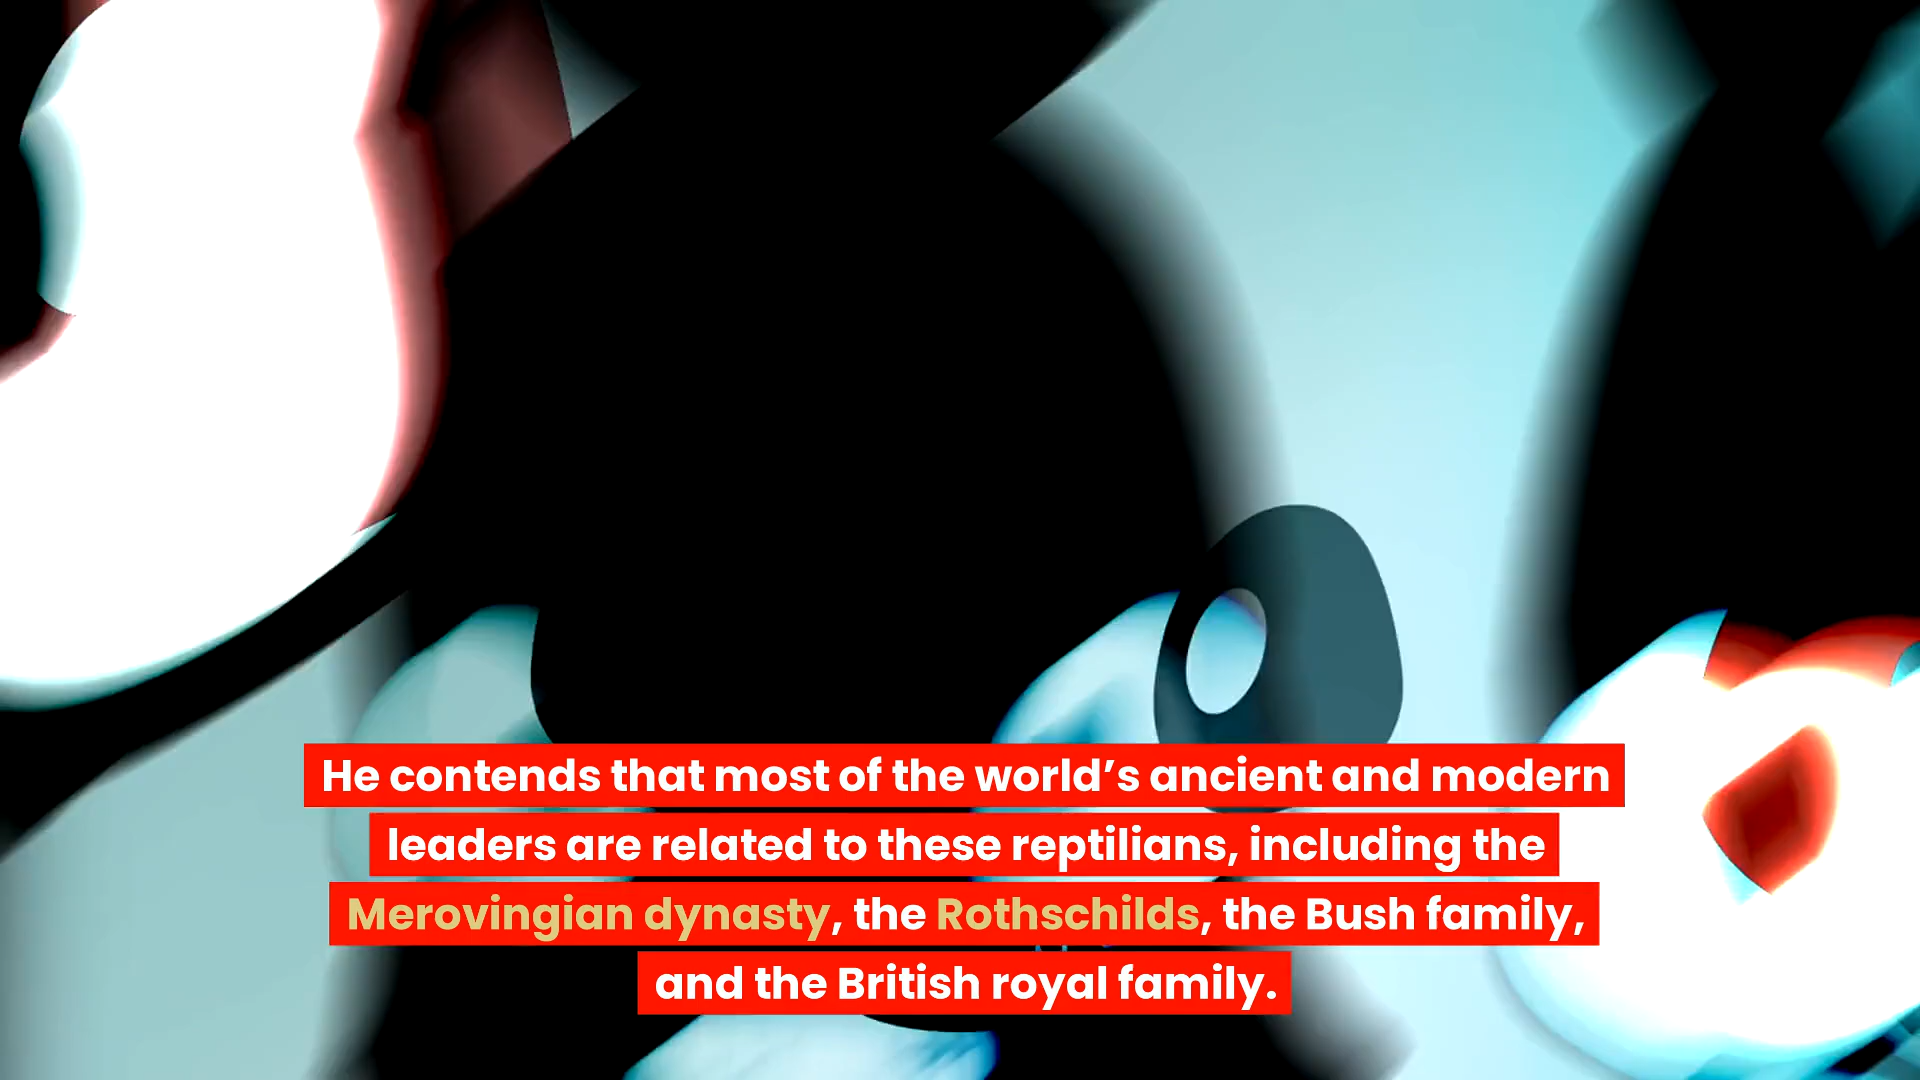 He contends that most of the world’s ancient and modern
leaders are related to these reptilians, including the
Merovingian dynasty, the Rothschilds, the Bush family,
and the British royal family.